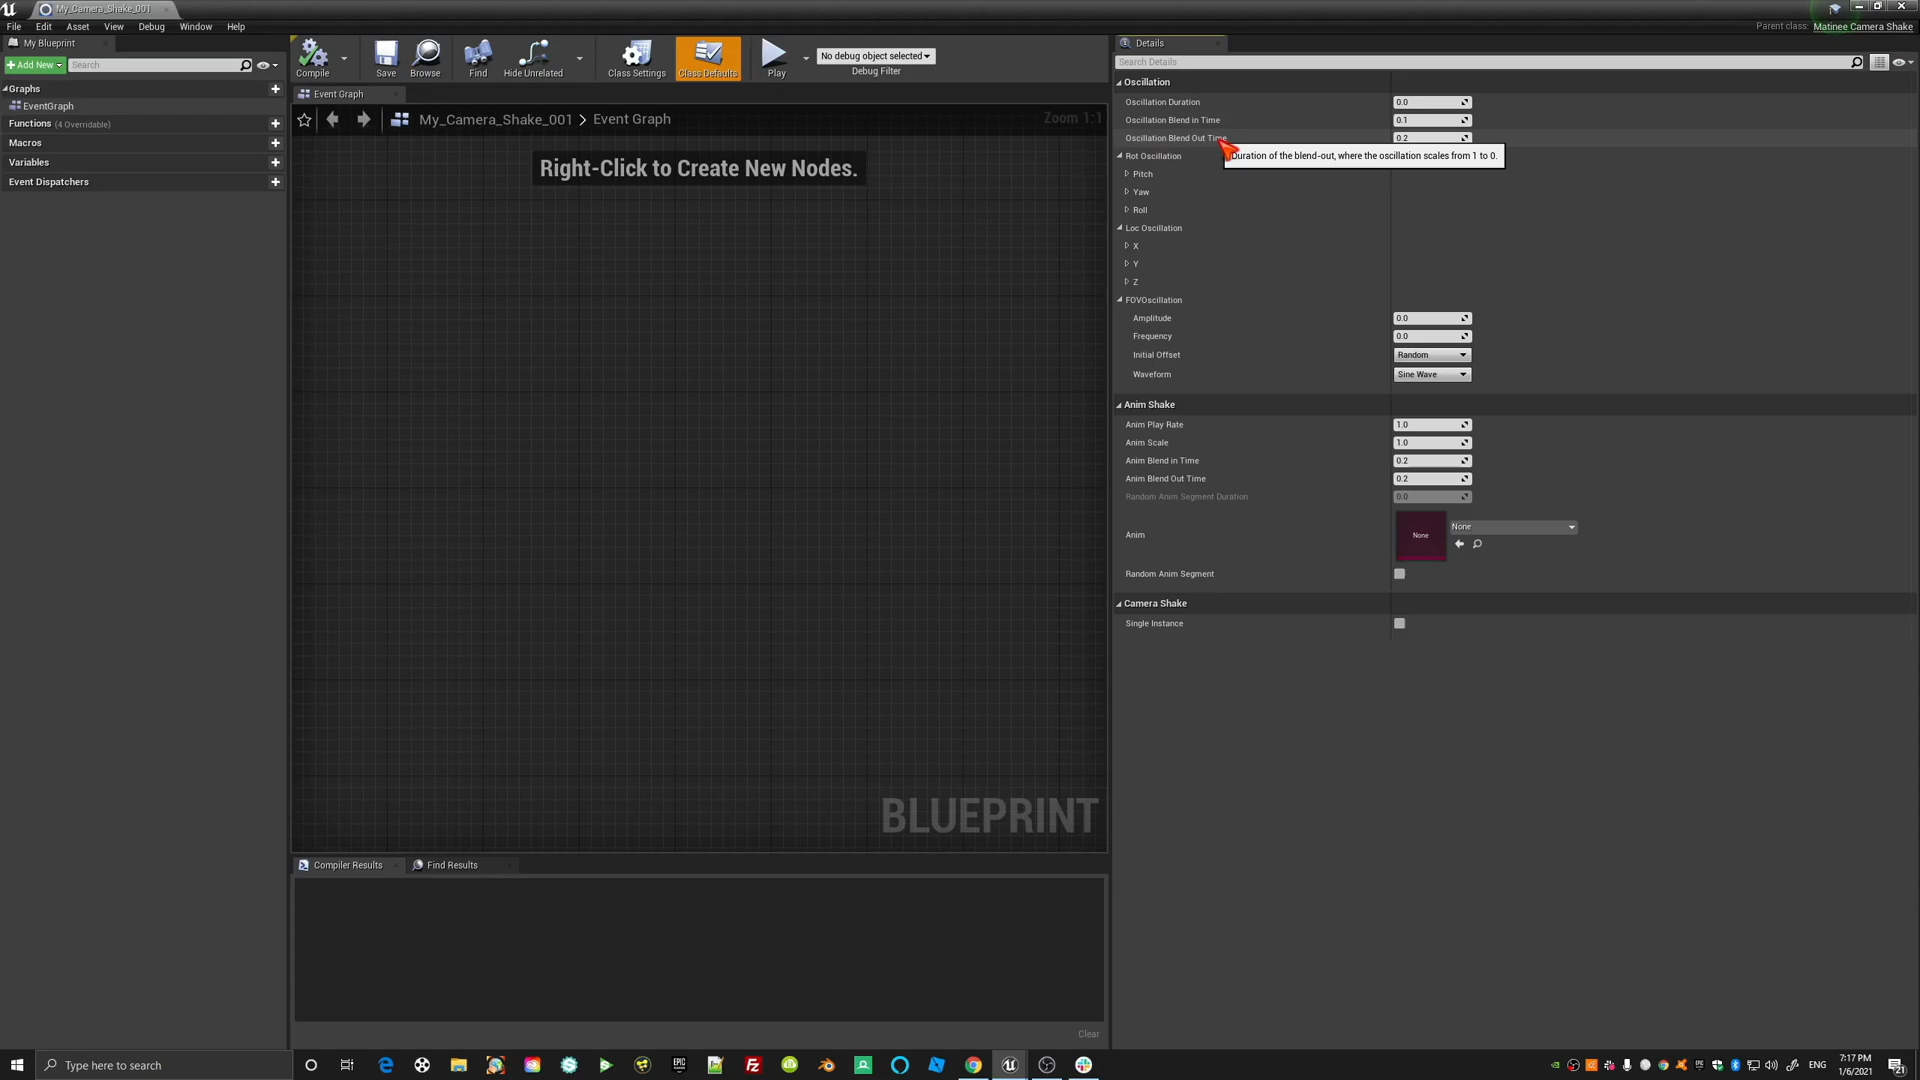 My_Camera_Shake_001
File Edit Asset View Debug Window Help
Parent class: Matinee Camera Shake
My Blueprint
Add New
Search
Graphs
EventGraph
Functions (4 Overridable)
Macros
Variables
Event Dispatchers
Compile
Save
Browse
Find
Hide Unrelated
Class Settings
Class Defaults
Play
No debug object selected
Debug Filter
Event Graph
My_Camera_Shake_001 > Event Graph
Zoom 1:1
Right-Click to Create New Nodes.
BLUEPRINT
Compiler Results
Find Results
Clear
Details
Search Details
Oscillation
Oscillation Duration 0.0
Oscillation Blend in Time 0.1
Oscillation Blend Out Time 0.2
Duration of the blend-out, where the oscillation scales from 1 to 0.
Rot Oscillation
Pitch
Yaw
Roll
Loc Oscillation
X
Y
Z
FOVOscillation
Amplitude 0.0
Frequency 0.0
Initial Offset Random
Waveform Sine Wave
Anim Shake
Anim Play Rate 1.0
Anim Scale 1.0
Anim Blend in Time 0.2
Anim Blend Out Time 0.2
Random Anim Segment Duration 0.0
Anim None None
Random Anim Segment
Camera Shake
Single Instance
Type here to search
ENG
7:17 PM
1/6/2021
21